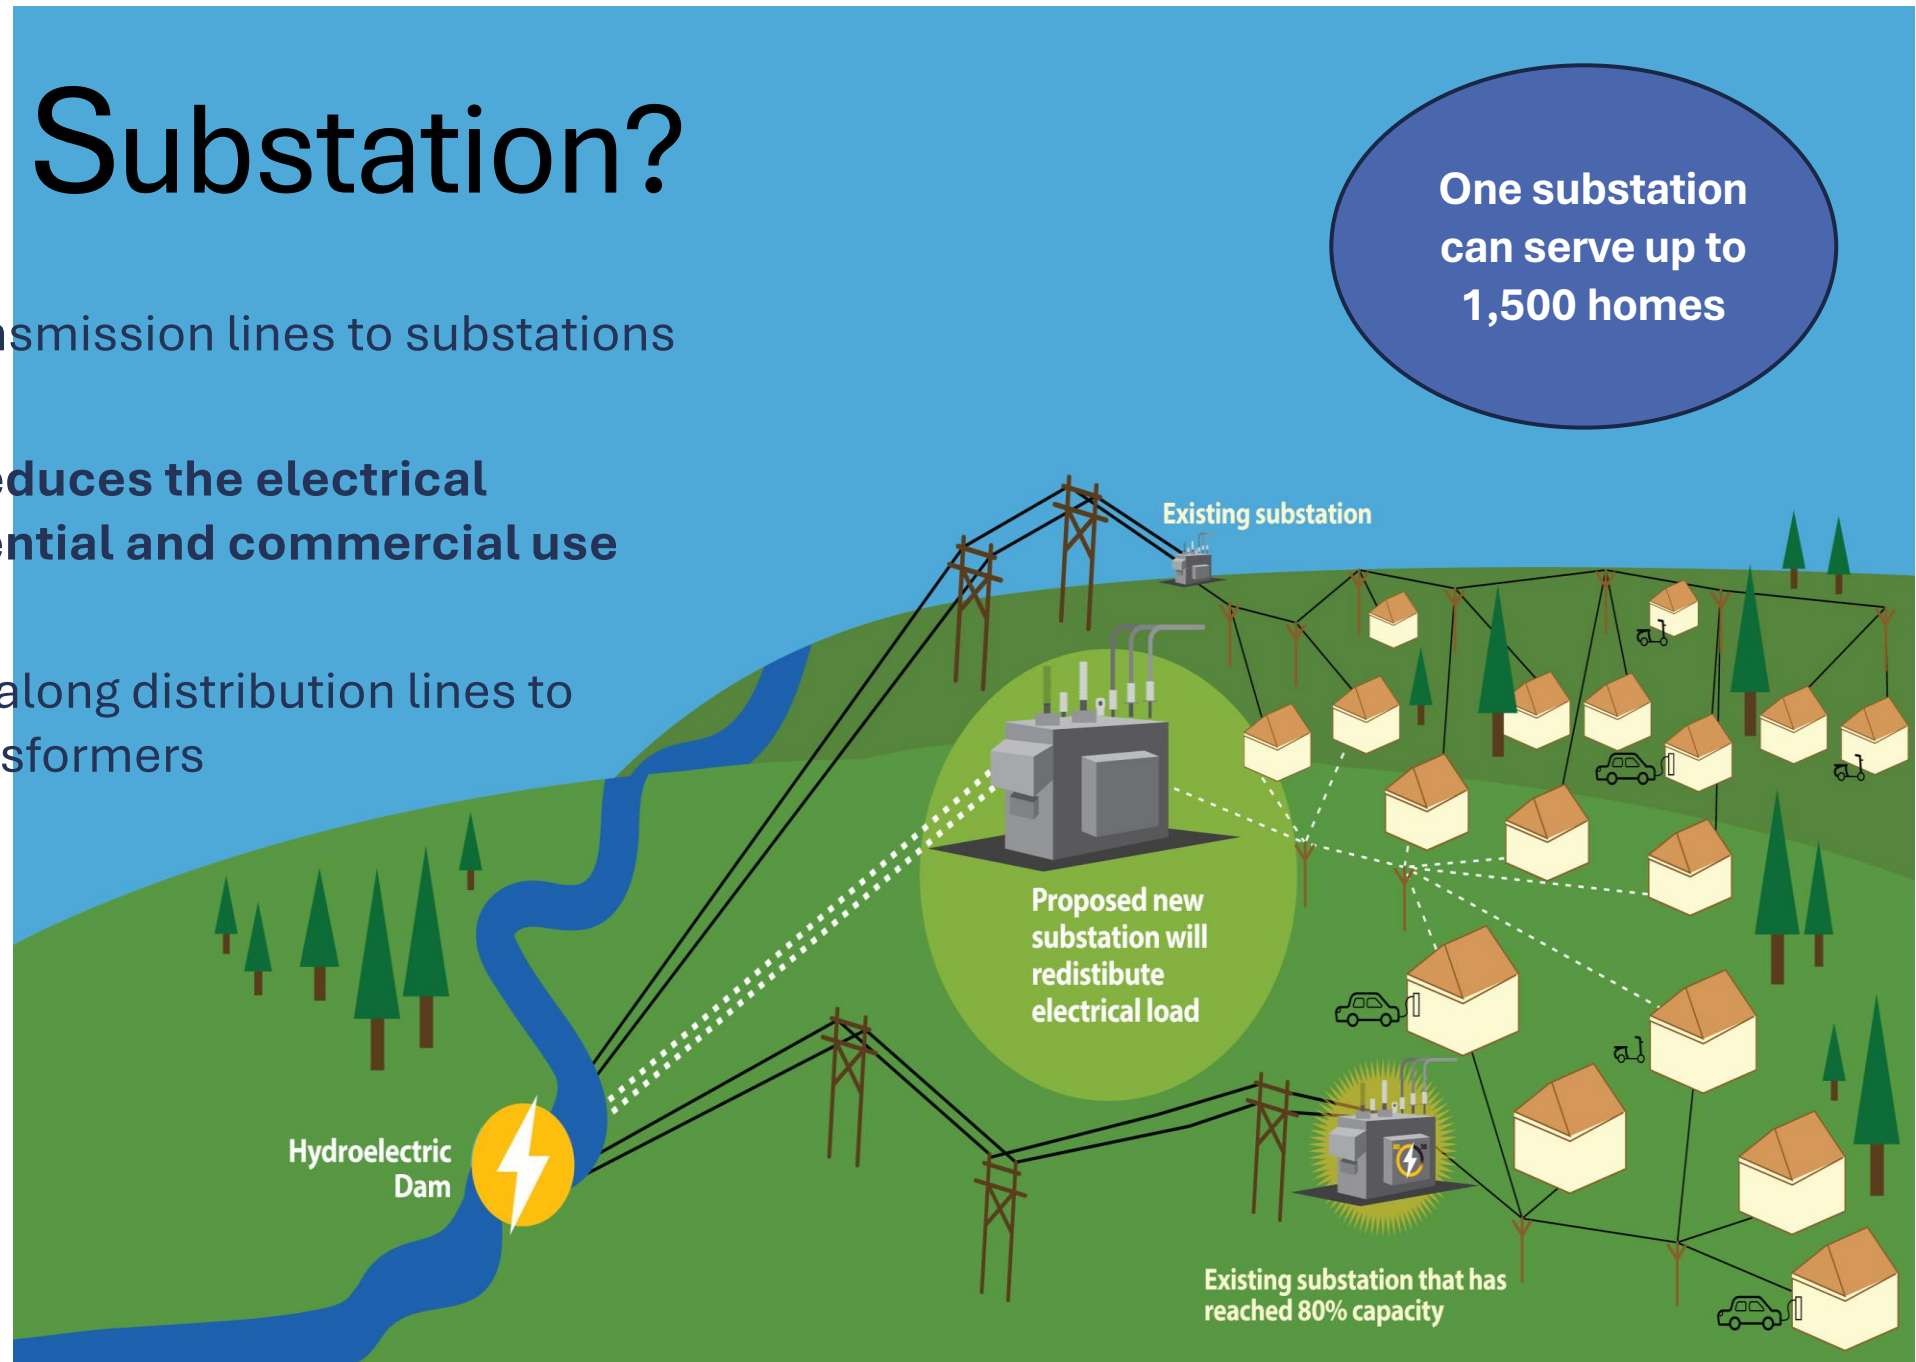 Substation?
One substation
can serve up to
1,500 homes
nsmission lines to substations
educes the electrical
ential and commercial use
along distribution lines to
sformers
Existing substation
Proposed new
substation will
redistibute
electrical load
Hydroelectric
Dam
Existing substation that has
reached 80% capacity